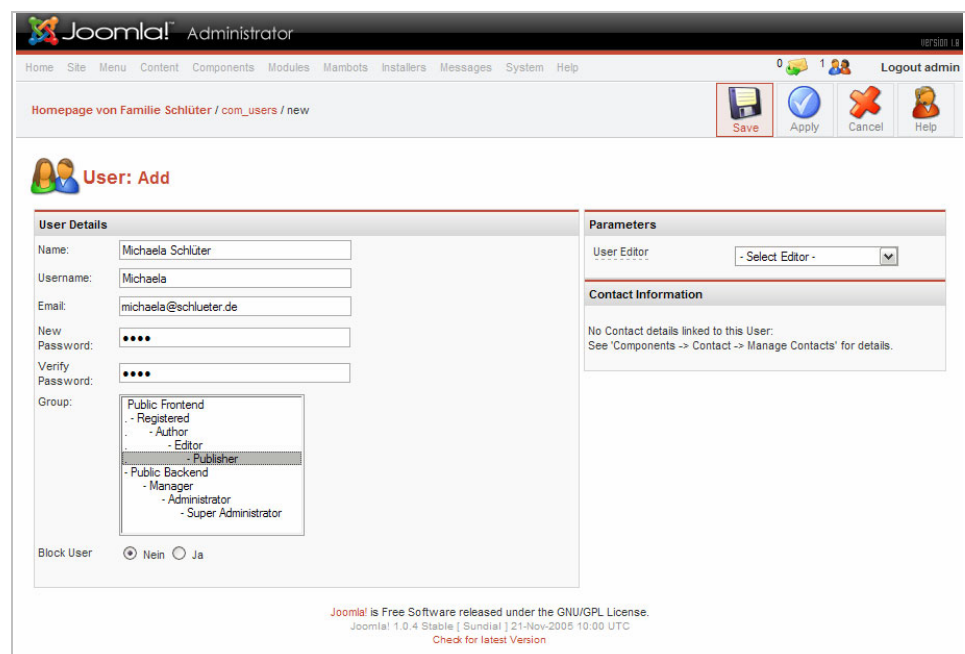 Joomla!™ Administrator
version 1.0
Home Site Menu Content Components Modules Mambots Installers Messages System Help 0 1 Logout admin
Homepage von Familie Schlüter / com_users / new
Save Apply Cancel Help
User: Add
User Details
Name: Michaela Schlüter
Username: Michaela
Email: michaela@schlueter.de
New
Password: ••••
Verify
Password: ••••
Group:
Public Frontend
. - Registered
. - Author
. - Editor
. - Publisher
- Public Backend
- Manager
- Administrator
- Super Administrator
Block User Nein Ja
Parameters
User Editor - Select Editor -
Contact Information
No Contact details linked to this User:
See 'Components -> Contact -> Manage Contacts' for details.
Joomla! is Free Software released under the GNU/GPL License.
Joomla! 1.0.4 Stable [ Sundial ] 21-Nov-2005 10:00 UTC
Check for latest Version